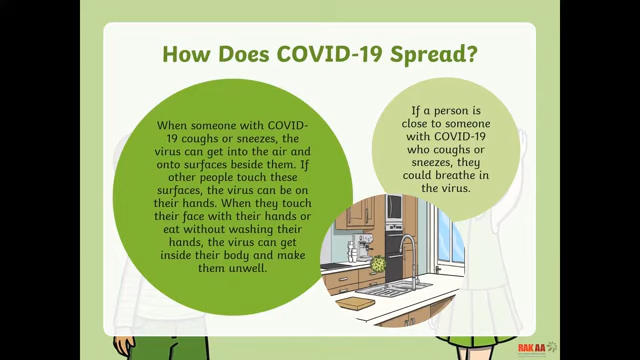 How Does COVID-19 Spread?
When someone with COVID-
19 coughs or sneezes, the
virus can get into the air and
onto surfaces beside them. If
other people touch these
surfaces, the virus can be on
their hands. When they touch
their face with their hands or
eat without washing their
hands, the virus can get
inside their body and make
them unwell.
If a person is
close to someone
with COVID-19
who coughs or
sneezes, they
could breathe in
the virus.
RAK AA